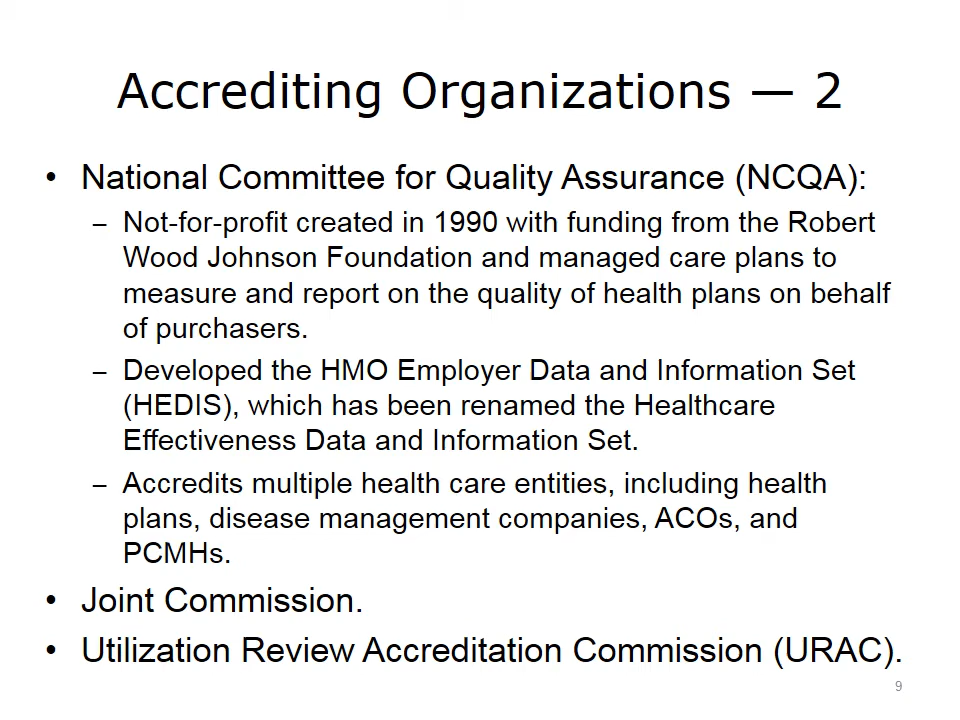 Accrediting Organizations — 2
• National Committee for Quality Assurance (NCQA):
– Not-for-profit created in 1990 with funding from the Robert
Wood Johnson Foundation and managed care plans to
measure and report on the quality of health plans on behalf
of purchasers.
– Developed the HMO Employer Data and Information Set
(HEDIS), which has been renamed the Healthcare
Effectiveness Data and Information Set.
– Accredits multiple health care entities, including health
plans, disease management companies, ACOs, and
PCMHs.
• Joint Commission.
• Utilization Review Accreditation Commission (URAC).
9